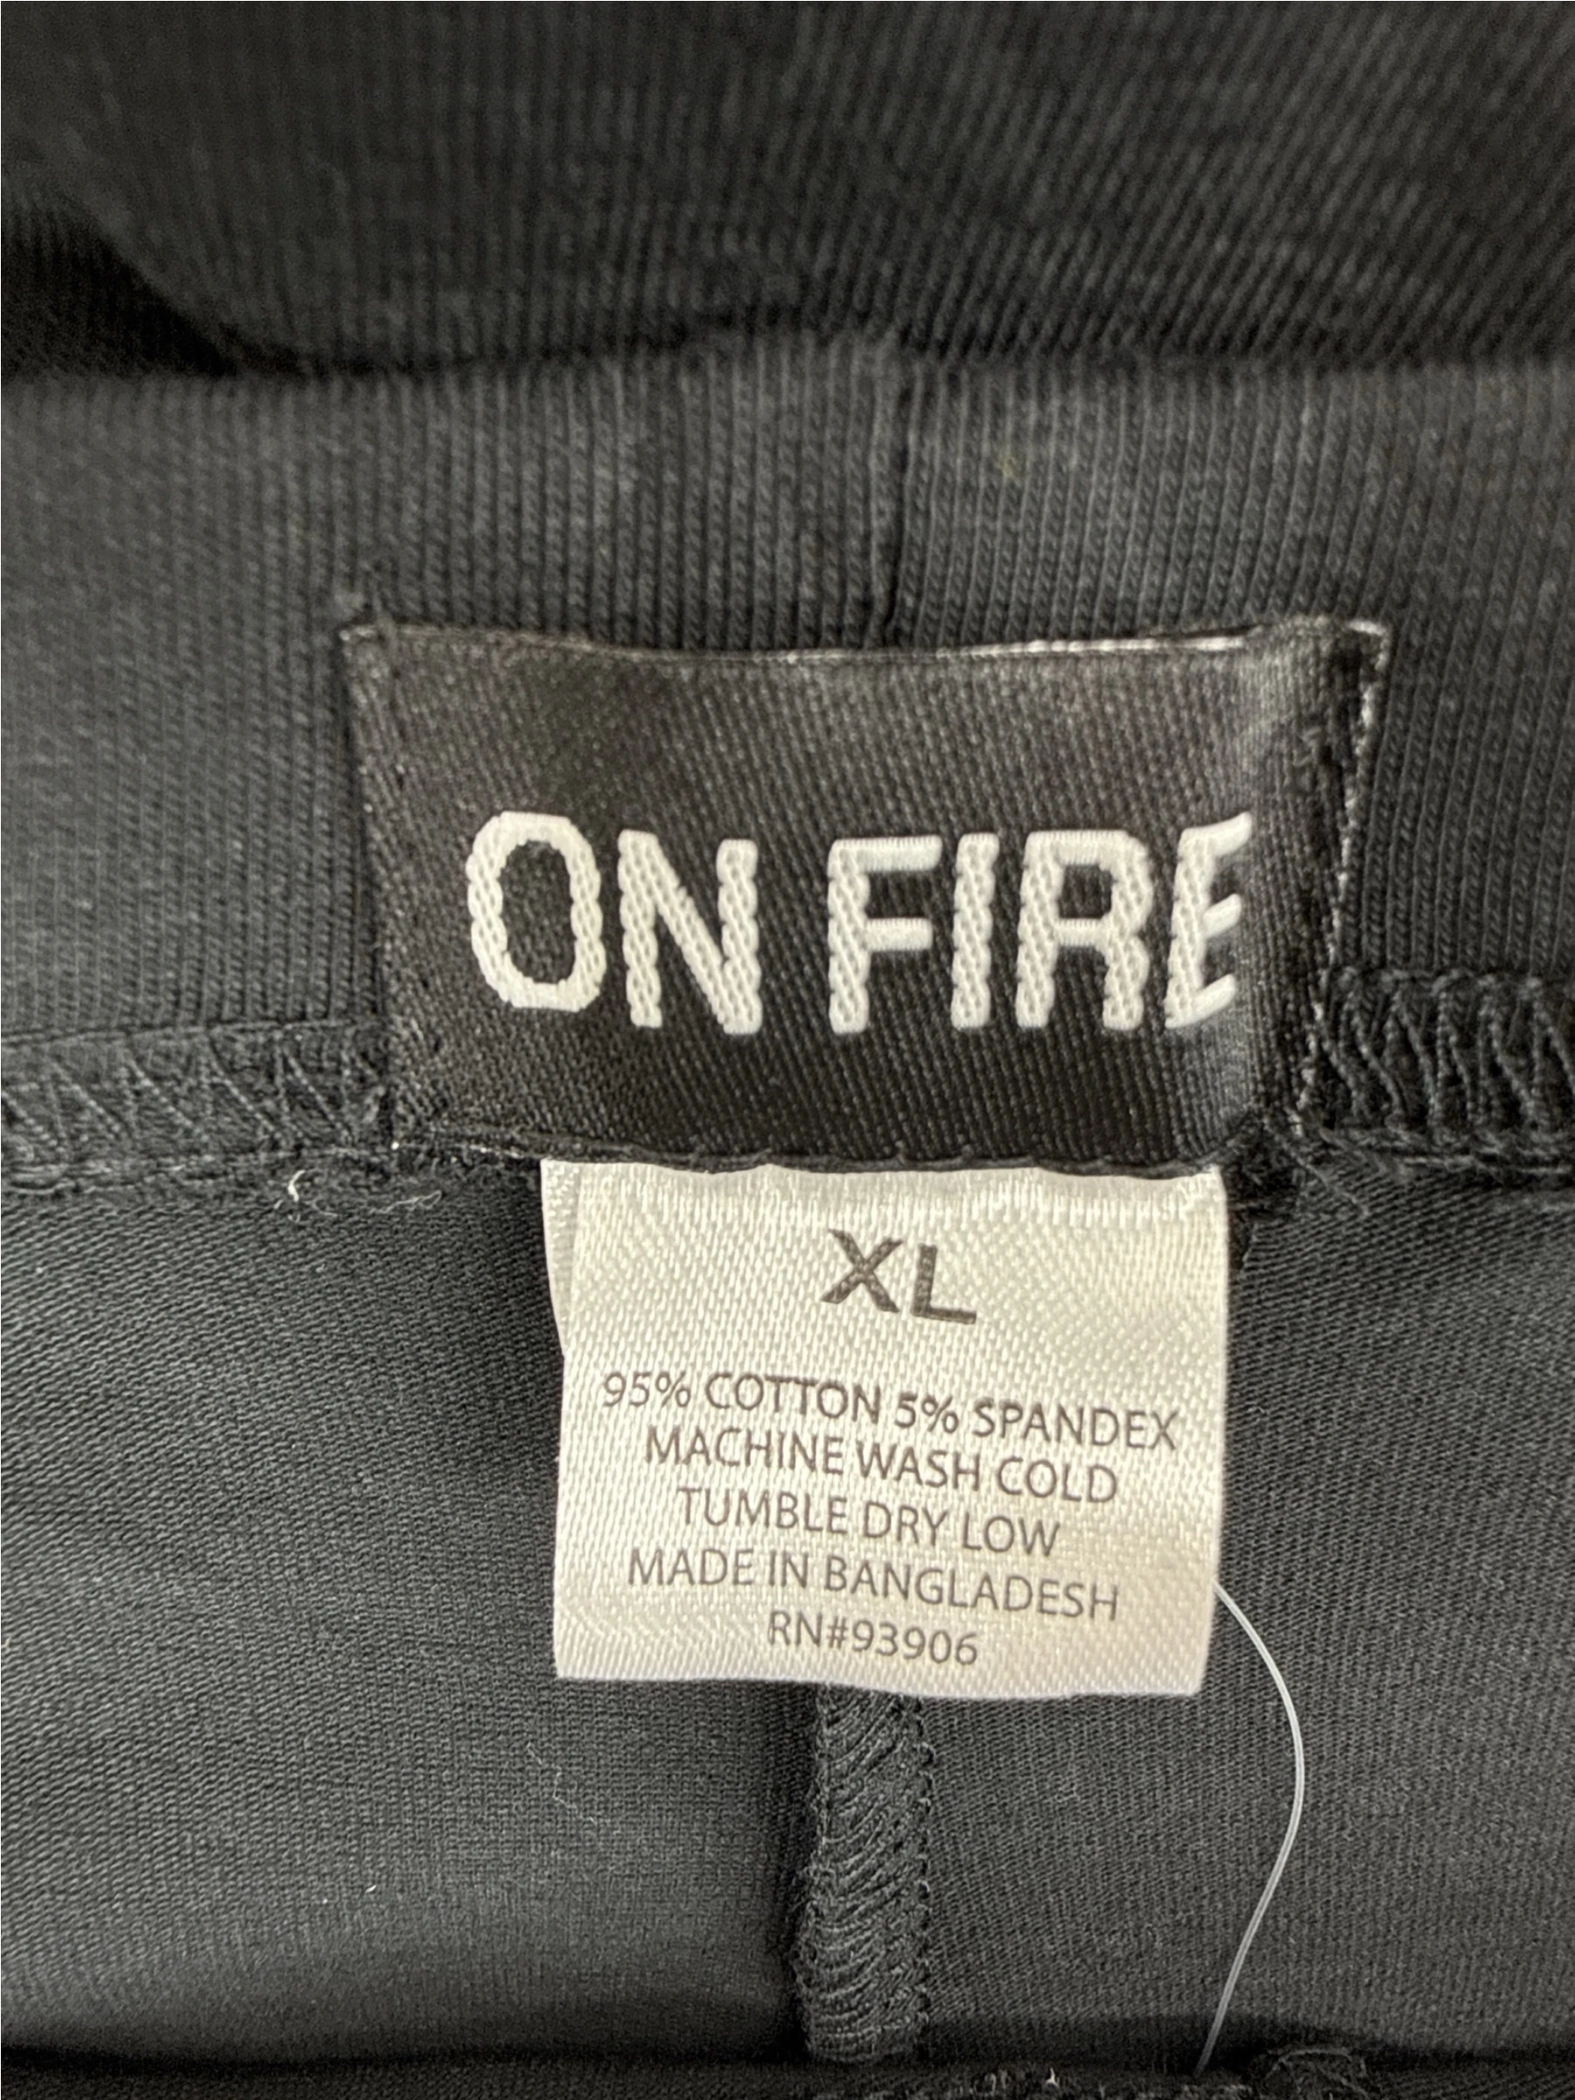 ON FIRE
XL
95% COTTON 5% SPANDEX
MACHINE WASH COLD
TUMBLE DRY LOW
MADE IN BANGLADESH
RN#93906